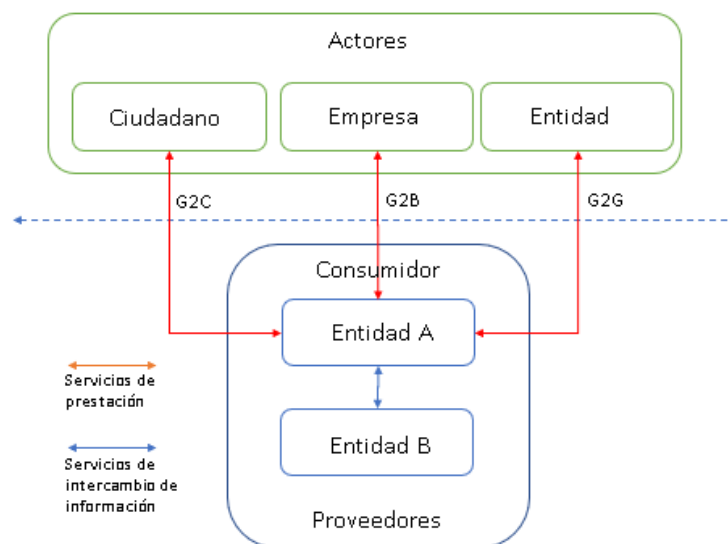 Actores
Ciudadano
Empresa
Entidad
G2C
G2B
G2G
Consumidor
Entidad A
Servicios de
prestación
Entidad B
Servicios de
intercambio de
información
Proveedores